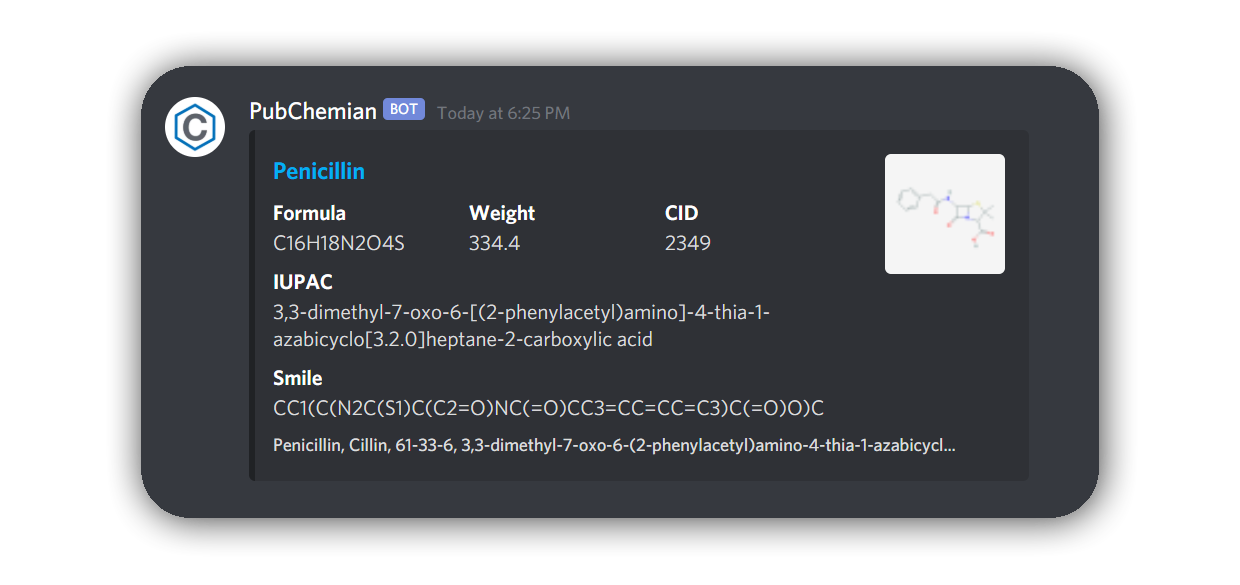 PubChemian BOT Today at 6:25 PM
Penicillin
Formula Weight CID
C16H18N2O4S 334.4 2349
IUPAC
3,3-dimethyl-7-oxo-6-[(2-phenylacetyl)amino]-4-thia-1-
azabicyclo[3.2.0]heptane-2-carboxylic acid
Smile
CC1(C(N2C(S1)C(C2=O)NC(=O)CC3=CC=CC=C3)C(=O)O)C
Penicillin, Cillin, 61-33-6, 3,3-dimethyl-7-oxo-6-(2-phenylacetyl)amino-4-thia-1-azabicycl...